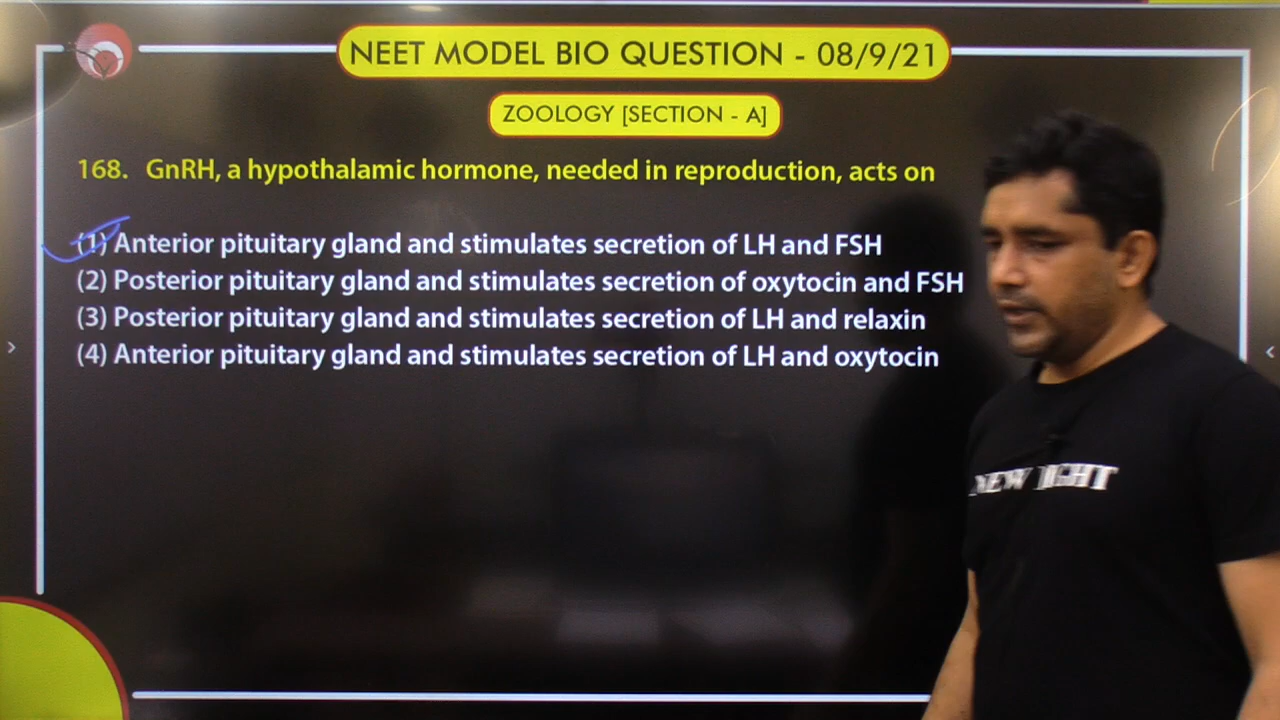 NEET MODEL BIO QUESTION - 08/9/21
ZOOLOGY [SECTION - A]
168. GnRH, a hypothalamic hormone, needed in reproduction, acts on
(1) Anterior pituitary gland and stimulates secretion of LH and FSH
(2) Posterior pituitary gland and stimulates secretion of oxytocin and FSH
(3) Posterior pituitary gland and stimulates secretion of LH and relaxin
(4) Anterior pituitary gland and stimulates secretion of LH and oxytocin
NEW